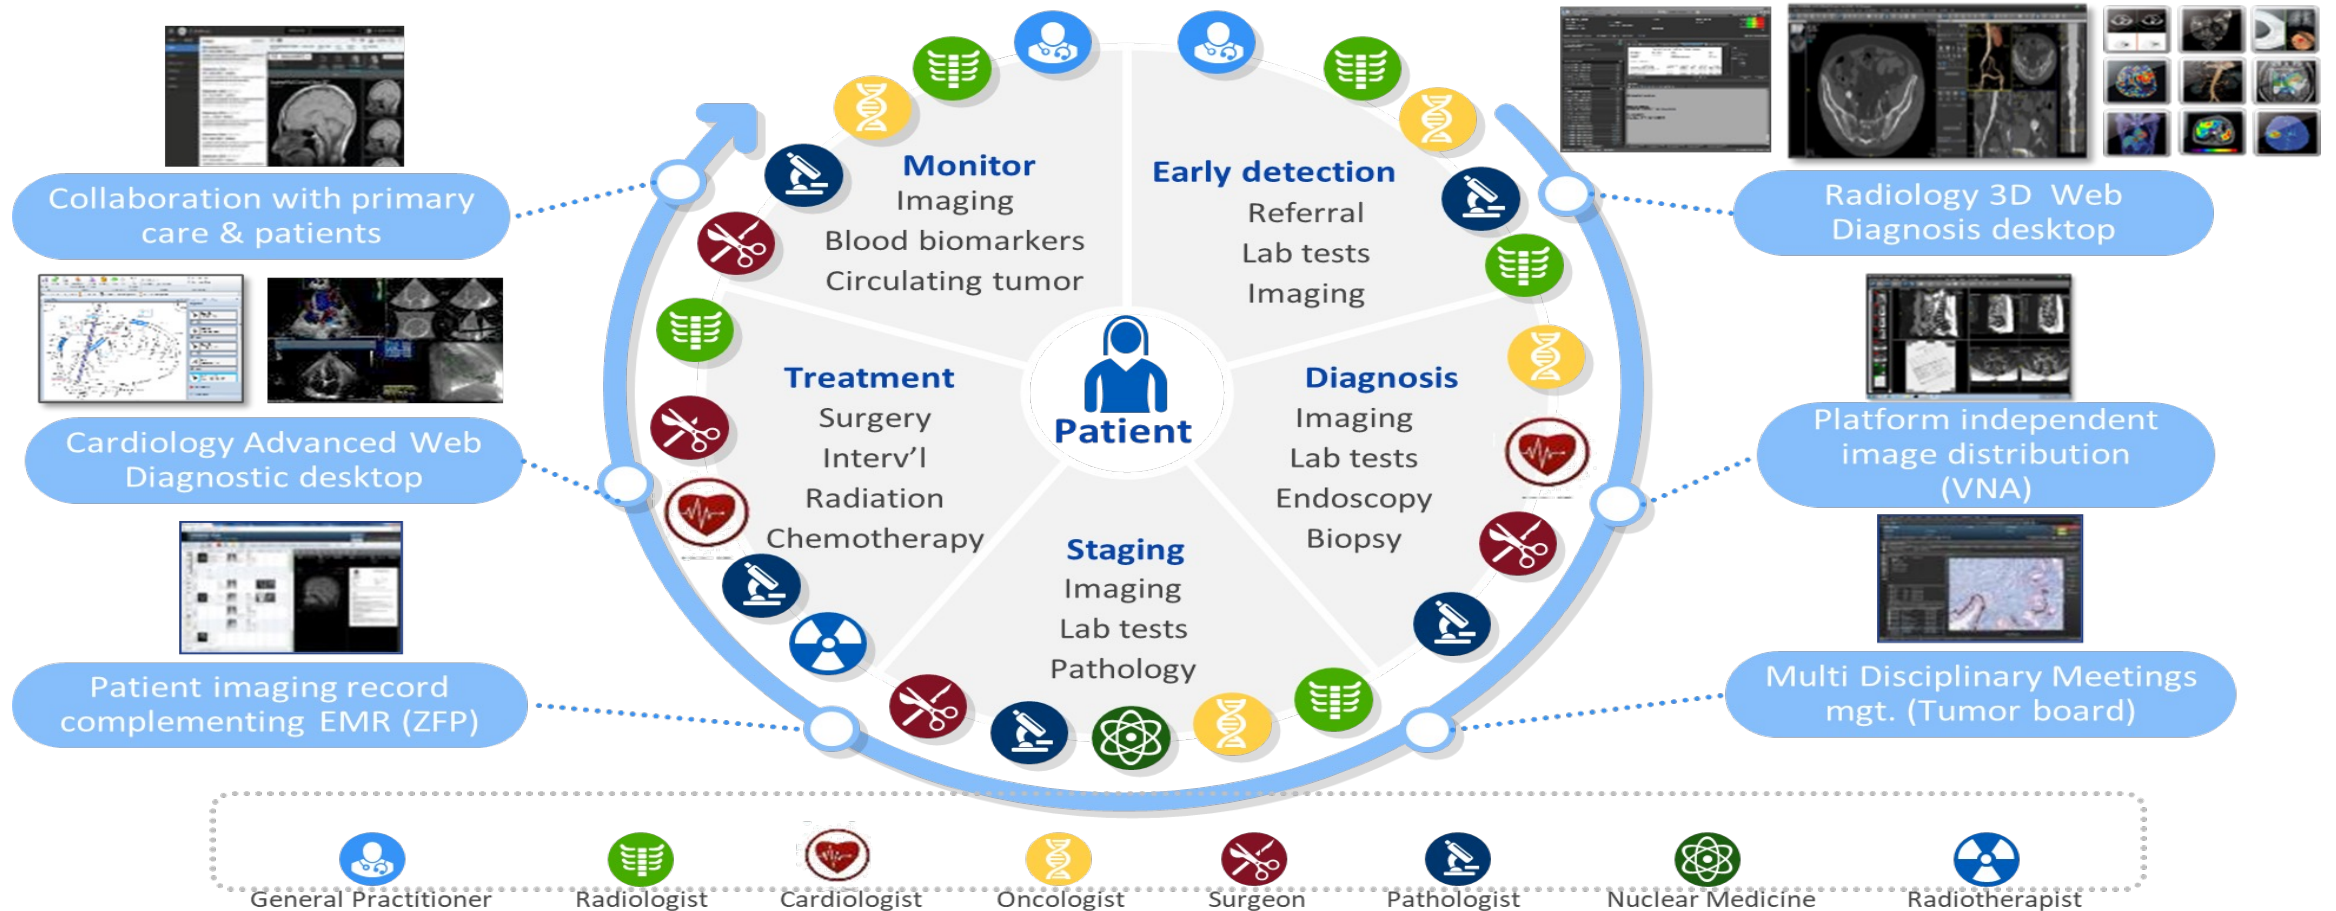 Collaboration with primary
care & patients
Cardiology Advanced Web
Diagnostic desktop
Patient imaging record
complementing EMR (ZFP)
Monitor
Imaging
Blood biomarkers
Circulating tumor
Early detection
Referral
Lab tests
Imaging
Treatment
Surgery
Interv’l
Radiation
Chemotherapy
Patient
Diagnosis
Imaging
Lab tests
Endoscopy
Biopsy
Staging
Imaging
Lab tests
Pathology
Radiology 3D Web
Diagnosis desktop
Platform independent
image distribution
(VNA)
Multi Disciplinary Meetings
mgt. (Tumor board)
General Practitioner
Radiologist
Cardiologist
Oncologist
Surgeon
Pathologist
Nuclear Medicine
Radiotherapist